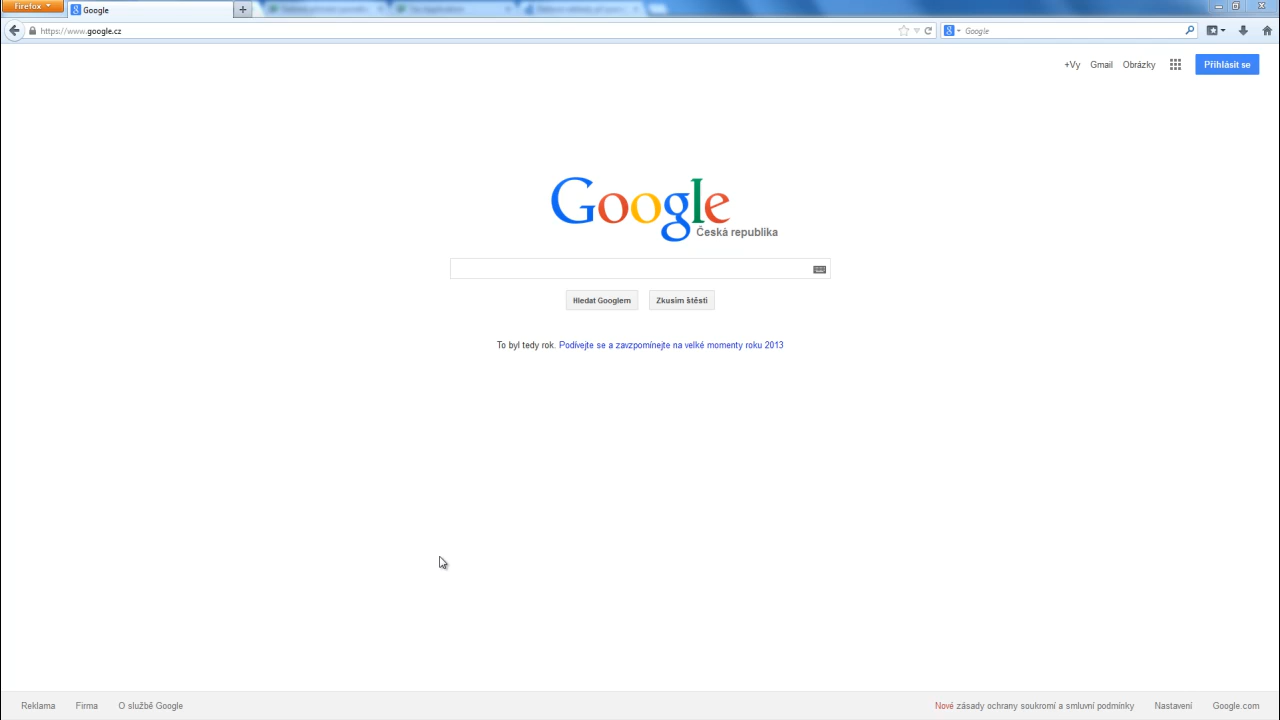 Firefox
Google
https://www.google.cz
Google
+Vy Gmail Obrázky Přihlásit se
Google
Česká republika
Hledat Googlem Zkusím štěstí
To byl tedy rok. Podívejte se a zavzpomínejte na velké momenty roku 2013
Reklama Firma O službě Google Nové zásady ochrany soukromí a smluvní podmínky Nastavení Google.com